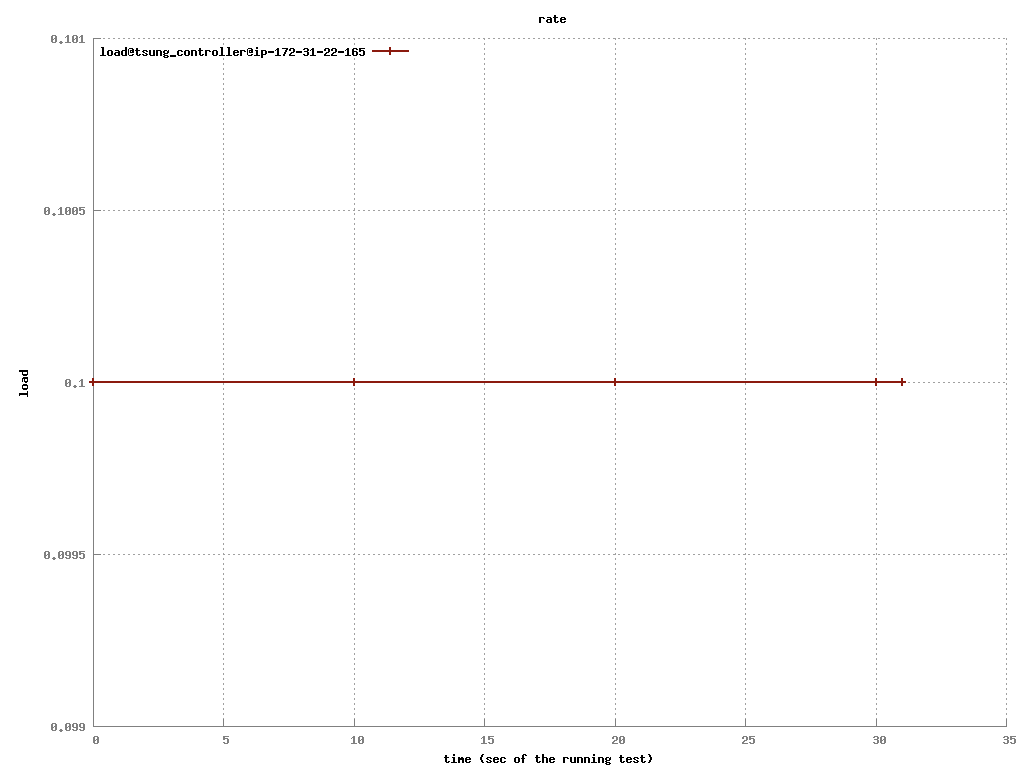 rate
0.101
load@tsung_controller@ip-172-31-22-165
0.1005
load
0.1
0.0995
0.099
0 5 10 15 20 25 30 35
time (sec of the running test)